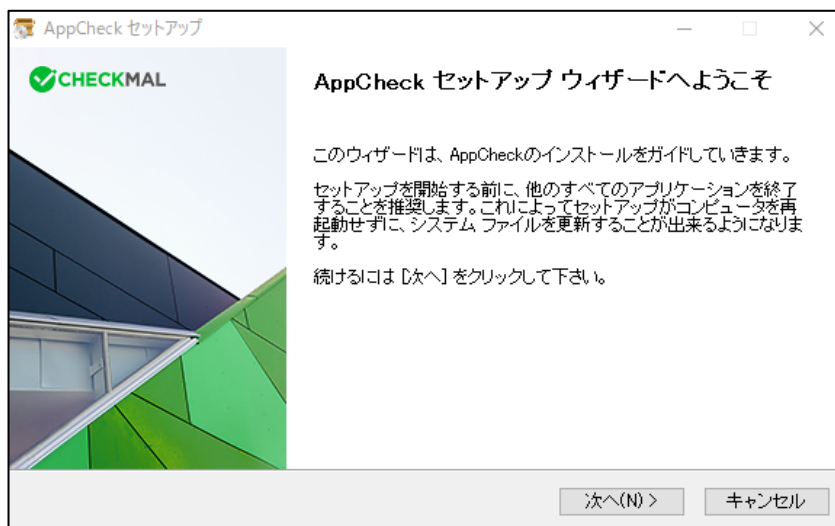 AppCheck セットアップ
CHECKMAL
AppCheck セットアップ ウィザードへようこそ
このウィザードは、AppCheckのインストールをガイドしていきます。
セットアップを開始する前に、他のすべてのアプリケーションを終了
することを推奨します。これによってセットアップがコンピュータを再
起動せずに、システム ファイルを更新することが出来るようになりま
す。
続けるには [次へ] をクリックして下さい。
次へ(N) >
キャンセル